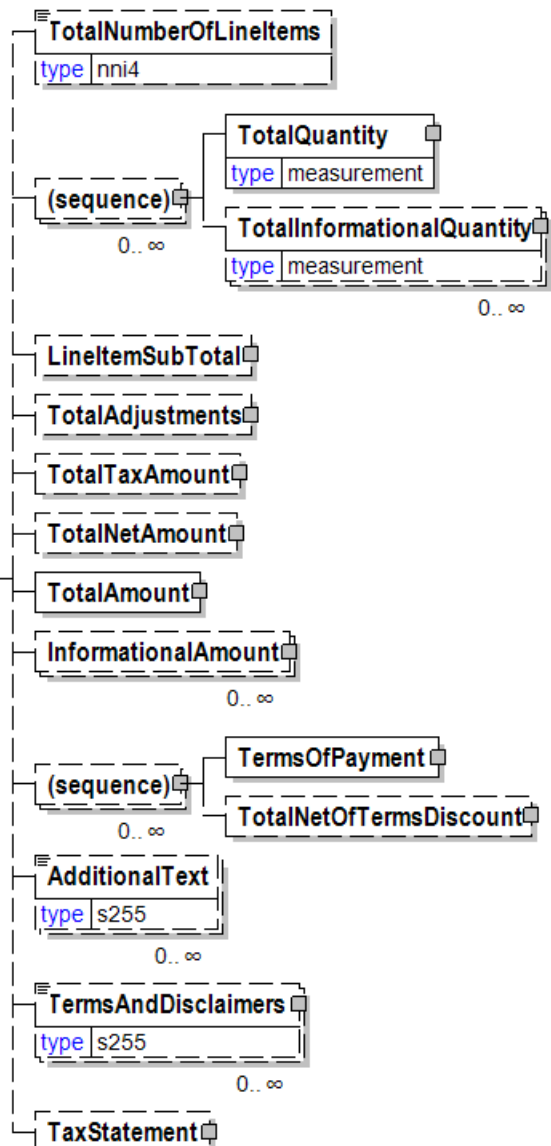 TotalNumberOfLineItems
type nni4
TotalQuantity
type measurement
(sequence)
0.. ∞
TotalInformationalQuantity
type measurement
0.. ∞
LineItemSubTotal
TotalAdjustments
TotalTaxAmount
TotalNetAmount
TotalAmount
InformationalAmount
0.. ∞
TermsOfPayment
(sequence)
0.. ∞
TotalNetOfTermsDiscount
AdditionalText
type s255
0.. ∞
TermsAndDisclaimers
type s255
0.. ∞
TaxStatement